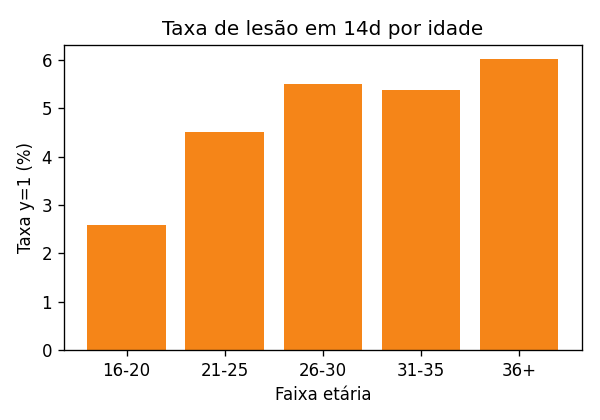 Taxa de lesão em 14d por idade
Taxa y=1 (%)
6
5
4
3
2
1
0
16-20 21-25 26-30 31-35 36+
Faixa etária